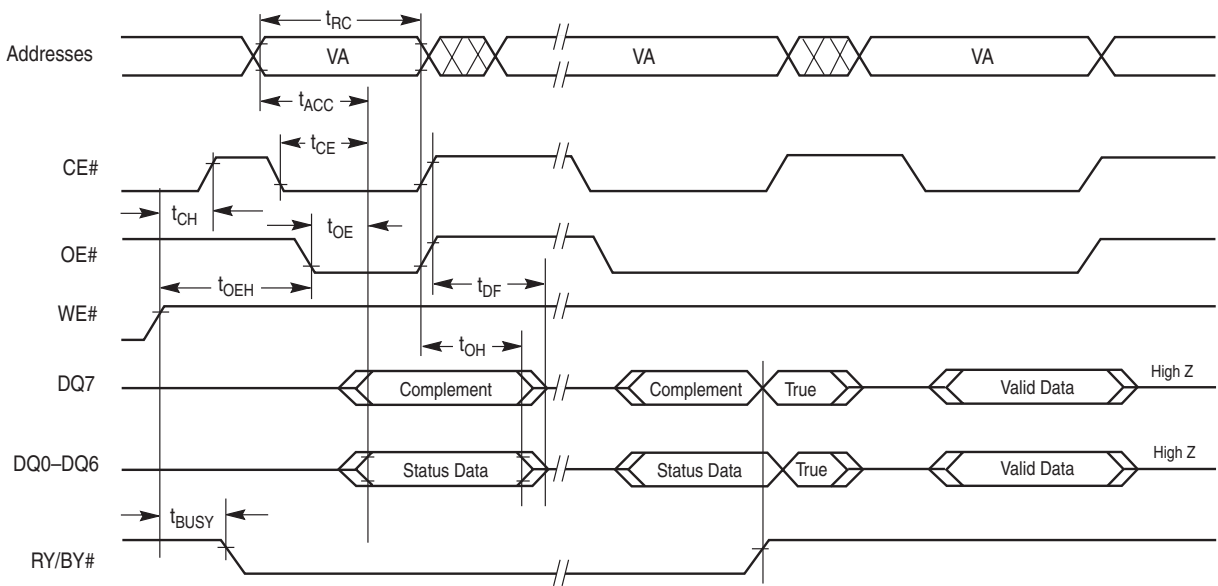 tRC
Addresses VA VA VA
tACC
tCE
CE#
tCH
tOE
OE#
tOEH
tDF
WE#
tOH
DQ7 Complement Complement True Valid Data High Z
DQ0–DQ6 Status Data Status Data True Valid Data High Z
tBUSY
RY/BY#